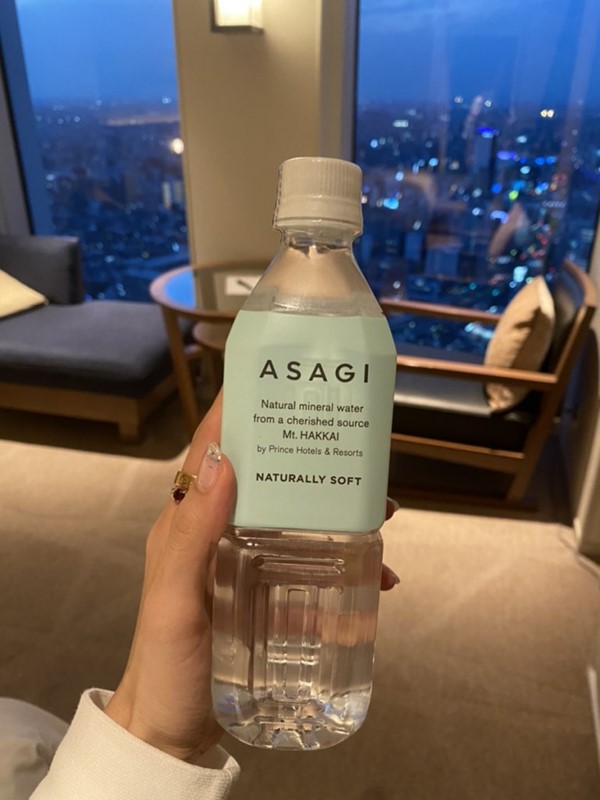 ASAGI
Natural mineral water
from a cherished source
Mt. HAKKAI
by Prince Hotels & Resorts
NATURALLY SOFT